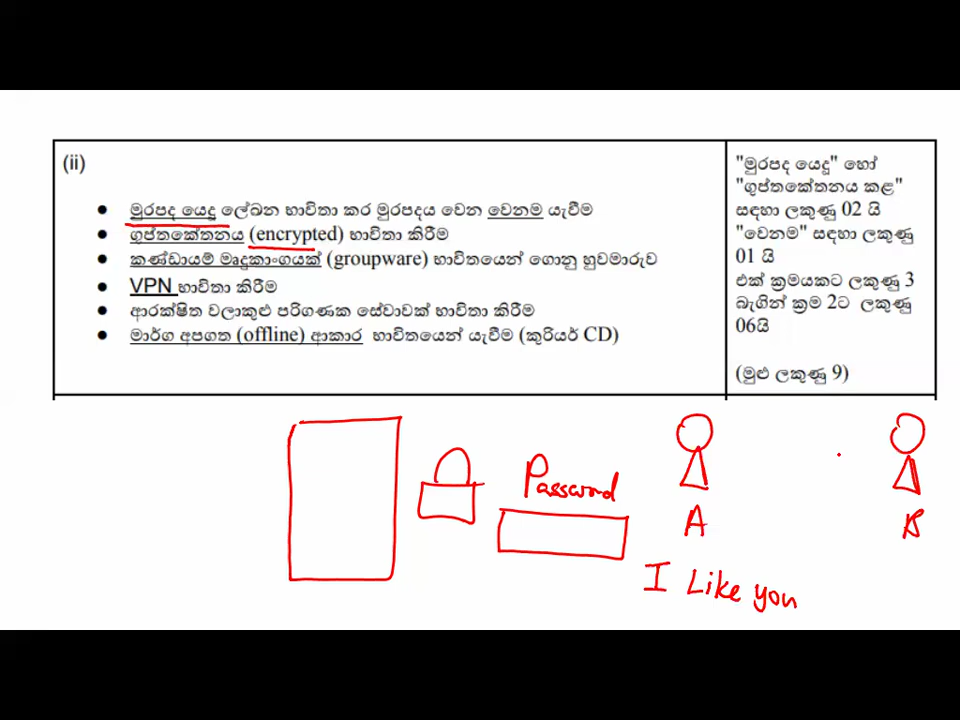 (ii)
● මුරපද යෙදූ ලේඛන භාවිතා කර මුරපදය වෙන වෙනම යැවීම
● ගුප්තකේතනය (encrypted) භාවිතා කිරීම
● කණ්ඩායම් මෘදුකාංගයක් (groupware) භාවිතයෙන් ගොනු හුවමාරුව
● VPN භාවිතා කිරීම
● ආරක්ෂිත වලාකුළු පරිගණක සේවාවක් භාවිතා කිරීම
● මාර්ග අපගත (offline) ආකාර භාවිතයෙන් යැවීම (කුරියර් CD)
"මුරපද යෙදූ" හෝ
"ගුප්තකේතනය කළ"
සඳහා ලකුණු 02 යි
"වෙනම" සඳහා ලකුණු
01 යි
එක් ක්‍රමයකට ලකුණු 3
බැගින් ක්‍රම 2ට ලකුණු
06යි
(මුළු ලකුණු 9)
Password
A
B
I Like you